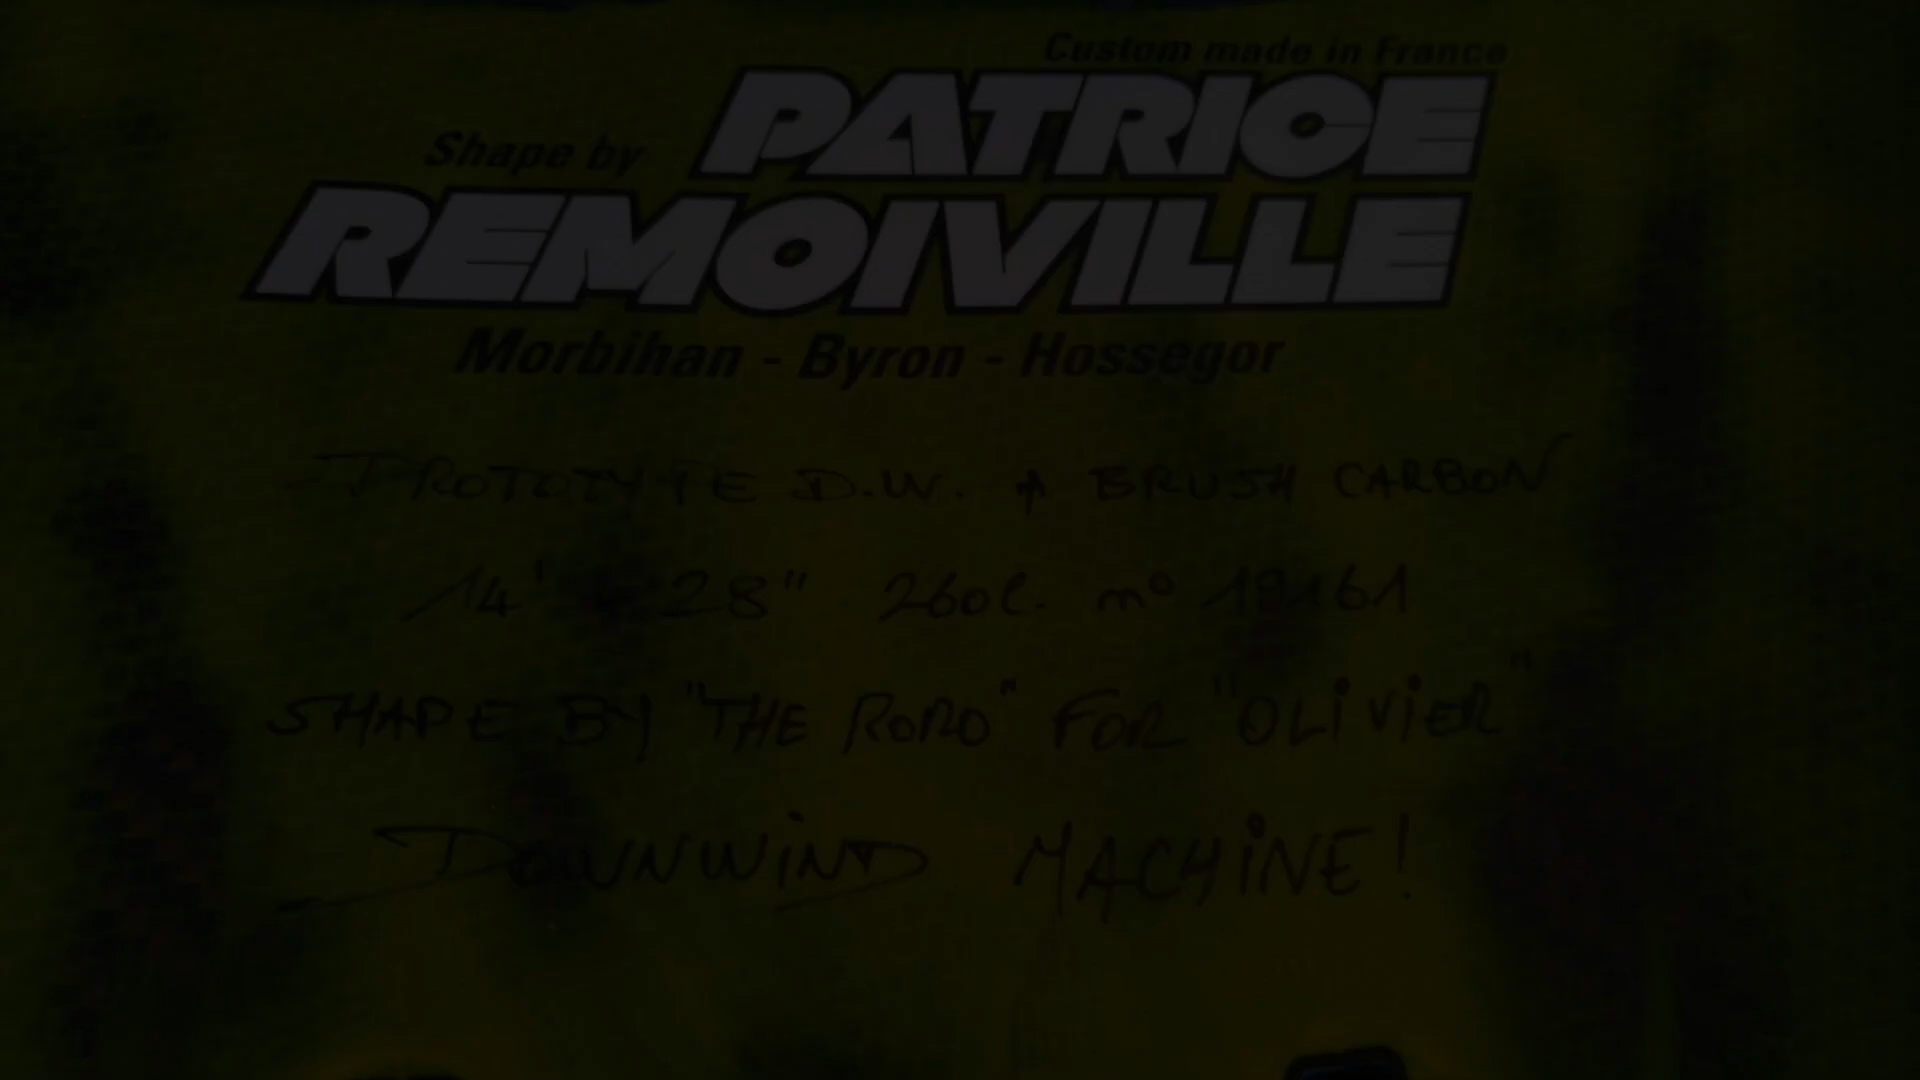 Custom made in France
Shape by PATRICE
REMOIVILLE
Morbihan - Byron - Hossegor
PROTOTYPE D.W. + BRUSH CARBON
14' - 28" 260l. n° 19161
SHAPE BY "THE RORO" FOR "OLiViER"
DOWNWiND MACHiNE!